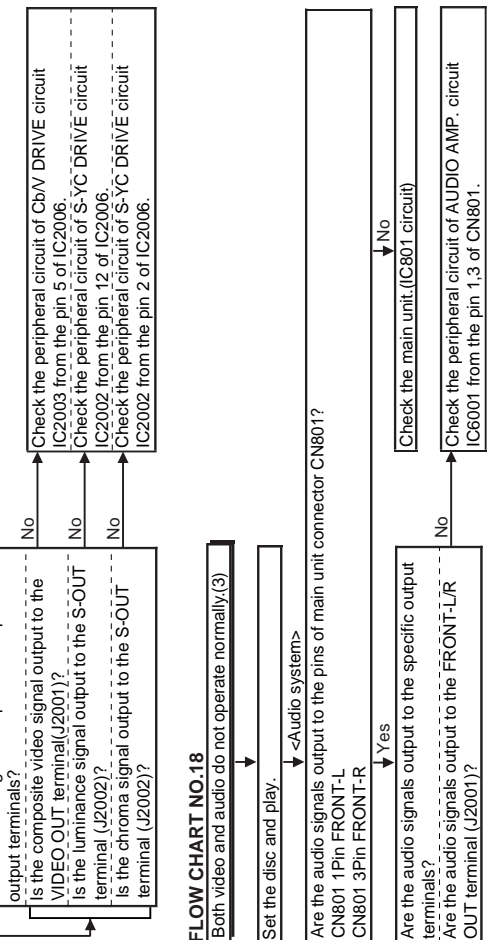 output terminals?
Is the composite video signal output to the
VIDEO OUT terminal(J2001)?
Is the luminance signal output to the S-OUT
terminal (J2002)?
Is the chroma signal output to the S-OUT
terminal (J2002)?
No
No
No
Check the peripheral circuit of Cb/V DRIVE circuit
IC2003 from the pin 5 of IC2006.
Check the peripheral circuit of S-YC DRIVE circuit
IC2002 from the pin 12 of IC2006.
Check the peripheral circuit of S-YC DRIVE circuit
IC2002 from the pin 2 of IC2006.
FLOW CHART NO.18
Both video and audio do not operate normally.(3)
Set the disc and play.
<Audio system>
Are the audio signals output to the pins of main unit connector CN801?
CN801 1Pin FRONT-L
CN801 3Pin FRONT-R
No
Check the main unit.(IC801 circuit)
Yes
Are the audio signals output to the specific output
terminals?
Are the audio signals output to the FRONT-L/R
OUT terminal (J2001)?
No
Check the peripheral circuit of AUDIO AMP. circuit
IC6001 from the pin 1,3 of CN801.